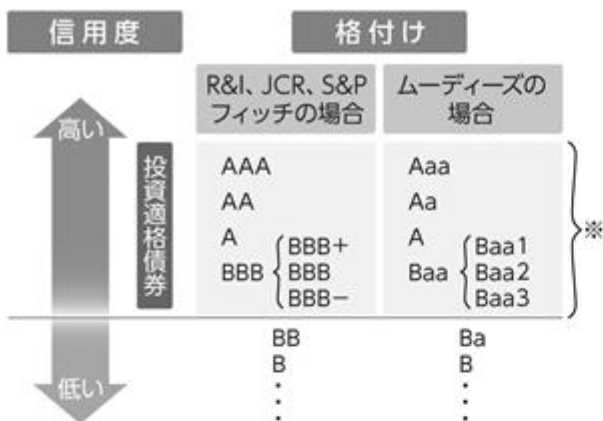 信用度
格付け
R&I、JCR、S&P
フィッチの場合
ムーディーズの
場合
高い
投資適格債券
AAA
AA
A
BBB
BBB+
BBB
BBB−
Aaa
Aa
A
Baa
Baa1
Baa2
Baa3
※
BB
B
・
・
・
Ba
B
・
・
・
低い